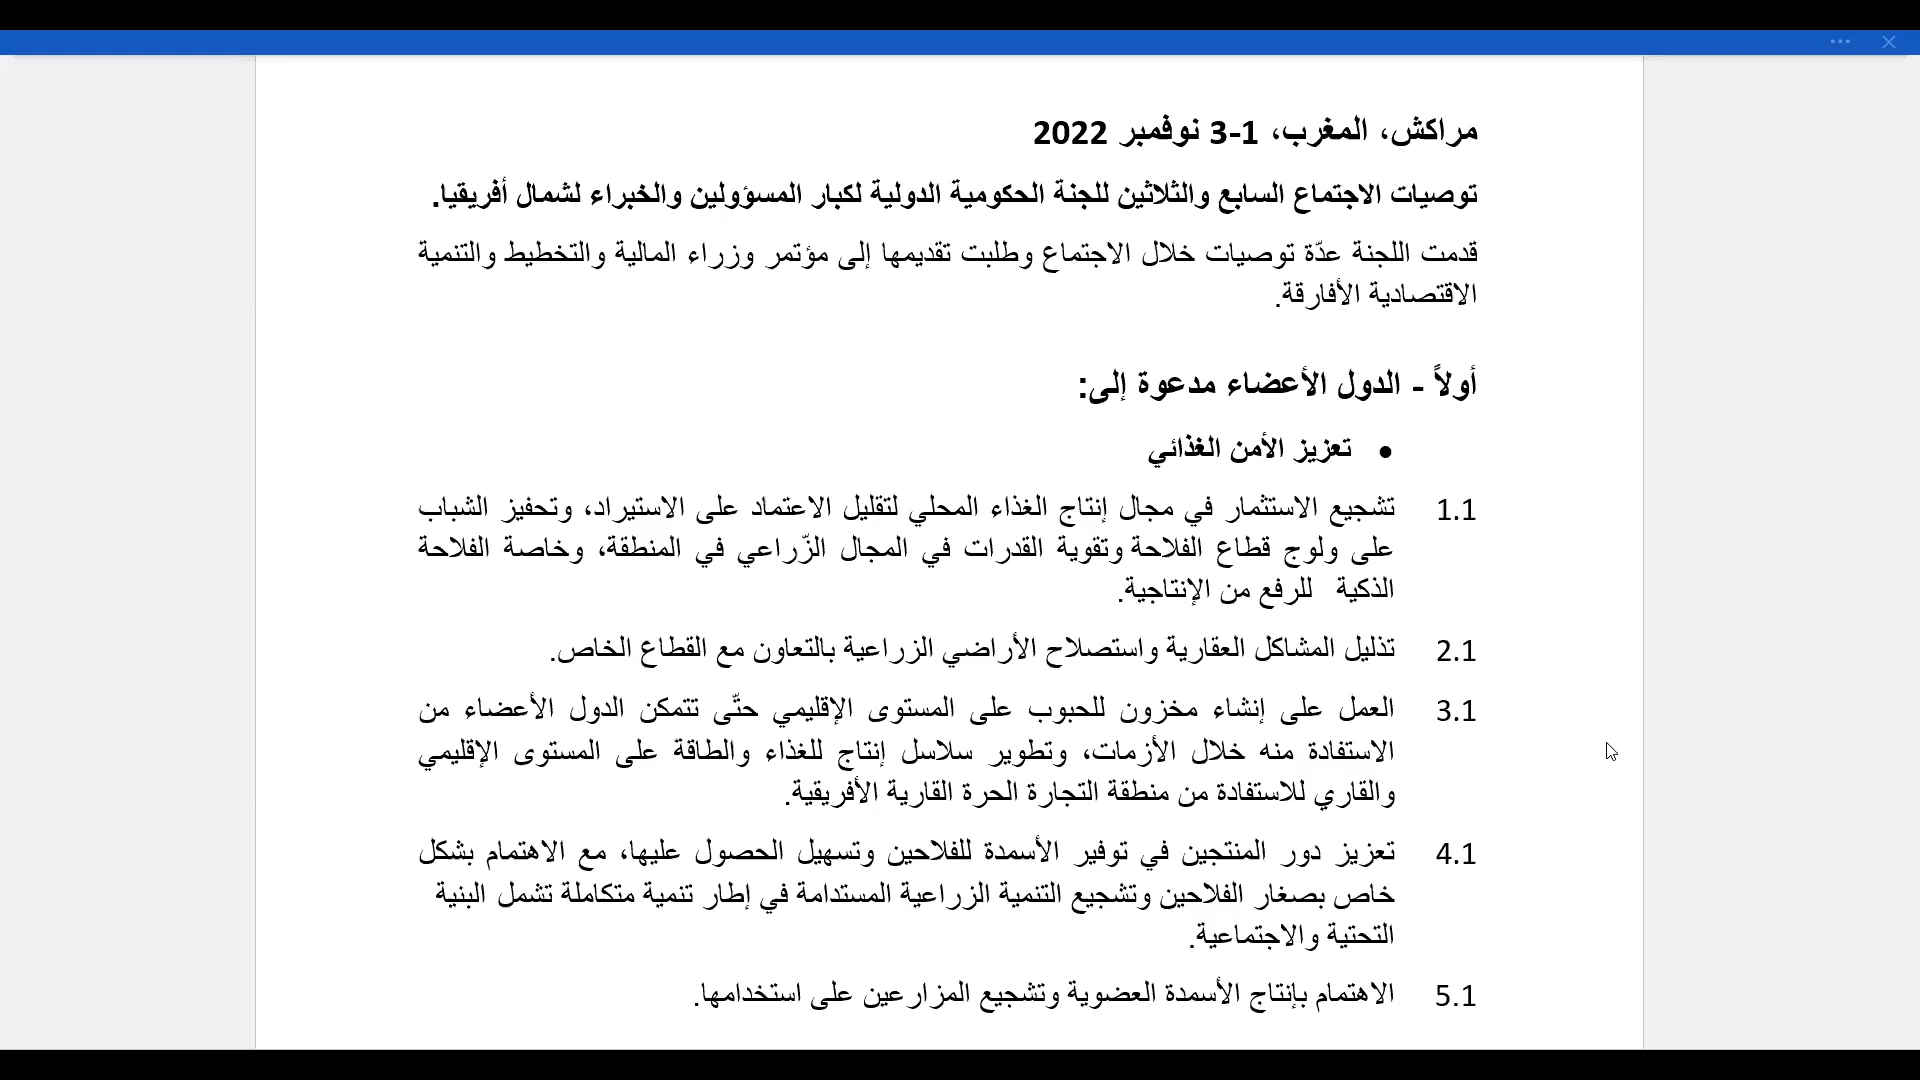 مراكش، المغرب، 1-3 نوفمبر 2022
توصيات الاجتماع السابع والثلاثين للجنة الحكومية الدولية لكبار المسؤولين والخبراء لشمال أفريقيا.
قدمت اللجنة عدّة توصيات خلال الاجتماع وطلبت تقديمها إلى مؤتمر وزراء المالية والتخطيط والتنمية
الاقتصادية الأفارقة.
أولاً - الدول الأعضاء مدعوة إلى:
• تعزيز الأمن الغذائي
1.1 تشجيع الاستثمار في مجال إنتاج الغذاء المحلي لتقليل الاعتماد على الاستيراد، وتحفيز الشباب
على ولوج قطاع الفلاحة وتقوية القدرات في المجال الزّراعي في المنطقة، وخاصة الفلاحة
الذكية للرفع من الإنتاجية.
2.1 تذليل المشاكل العقارية واستصلاح الأراضي الزراعية بالتعاون مع القطاع الخاص.
3.1 العمل على إنشاء مخزون للحبوب على المستوى الإقليمي حتّى تتمكن الدول الأعضاء من
الاستفادة منه خلال الأزمات، وتطوير سلاسل إنتاج للغذاء والطاقة على المستوى الإقليمي
والقاري للاستفادة من منطقة التجارة الحرة القارية الأفريقية.
4.1 تعزيز دور المنتجين في توفير الأسمدة للفلاحين وتسهيل الحصول عليها، مع الاهتمام بشكل
خاص بصغار الفلاحين وتشجيع التنمية الزراعية المستدامة في إطار تنمية متكاملة تشمل البنية
التحتية والاجتماعية.
5.1 الاهتمام بإنتاج الأسمدة العضوية وتشجيع المزارعين على استخدامها.